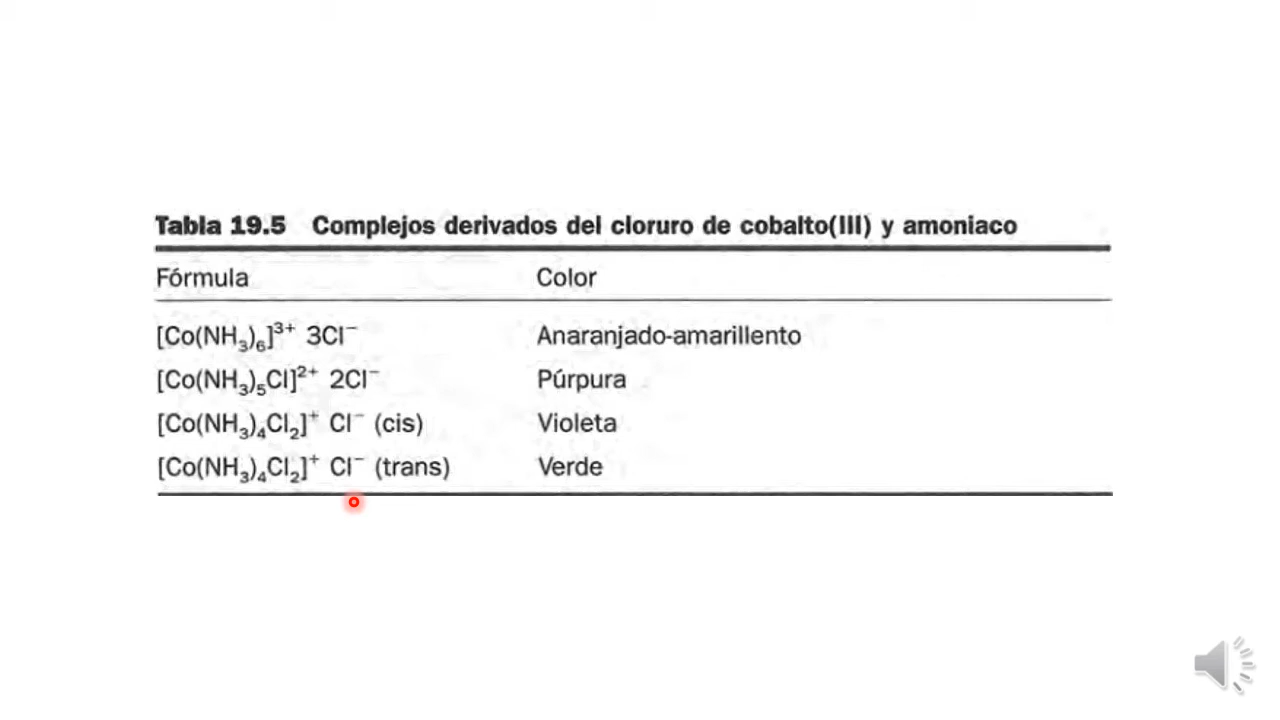 Tabla 19.5 Complejos derivados del cloruro de cobalto(III) y amoniaco
Fórmula Color
[Co(NH₃)₆]³⁺ 3Cl⁻ Anaranjado-amarillento
[Co(NH₃)₅Cl]²⁺ 2Cl⁻ Púrpura
[Co(NH₃)₄Cl₂]⁺ Cl⁻ (cis) Violeta
[Co(NH₃)₄Cl₂]⁺ Cl⁻ (trans) Verde